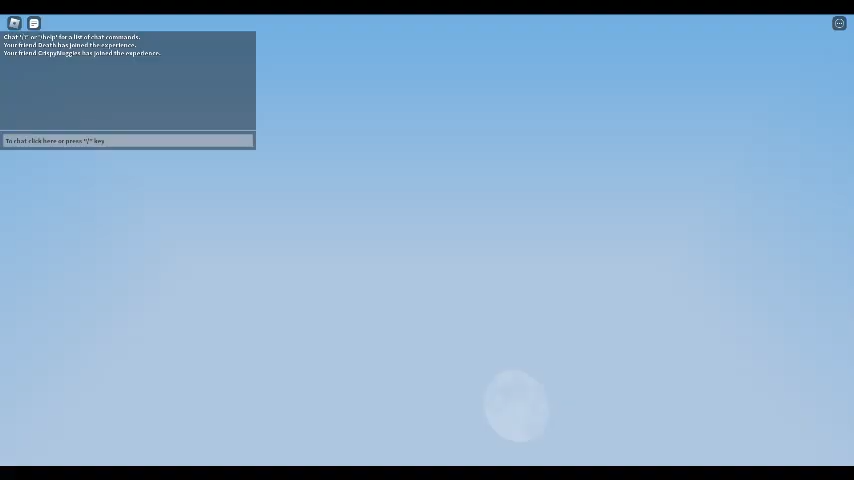 Chat '/?' or '/help' for a list of chat commands.
Your friend Death has joined the experience.
Your friend CrispyNuggies has joined the experience.
To chat click here or press "/" key